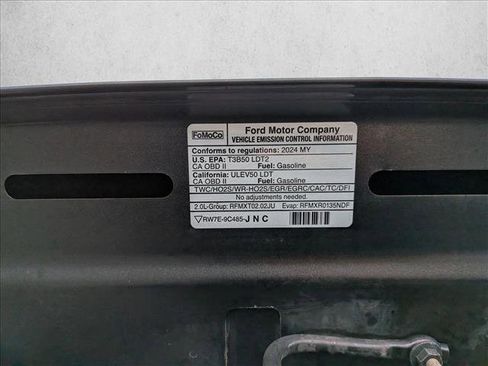 FoMoCo
Ford Motor Company
VEHICLE EMISSION CONTROL INFORMATION
Conforms to regulations: 2024 MY
U.S. EPA: T3B50 LDT2
CA OBD II Fuel: Gasoline
California: ULEV50 LDT
CA OBD II Fuel: Gasoline
TWC/HO2S/WR-HO2S/EGR/EGRC/CAC/TC/DFI
No adjustments needed.
2.0L-Group: RFMXT02.02JU Evap: RFMXR0135NDF
RW7E-9C485-JNC